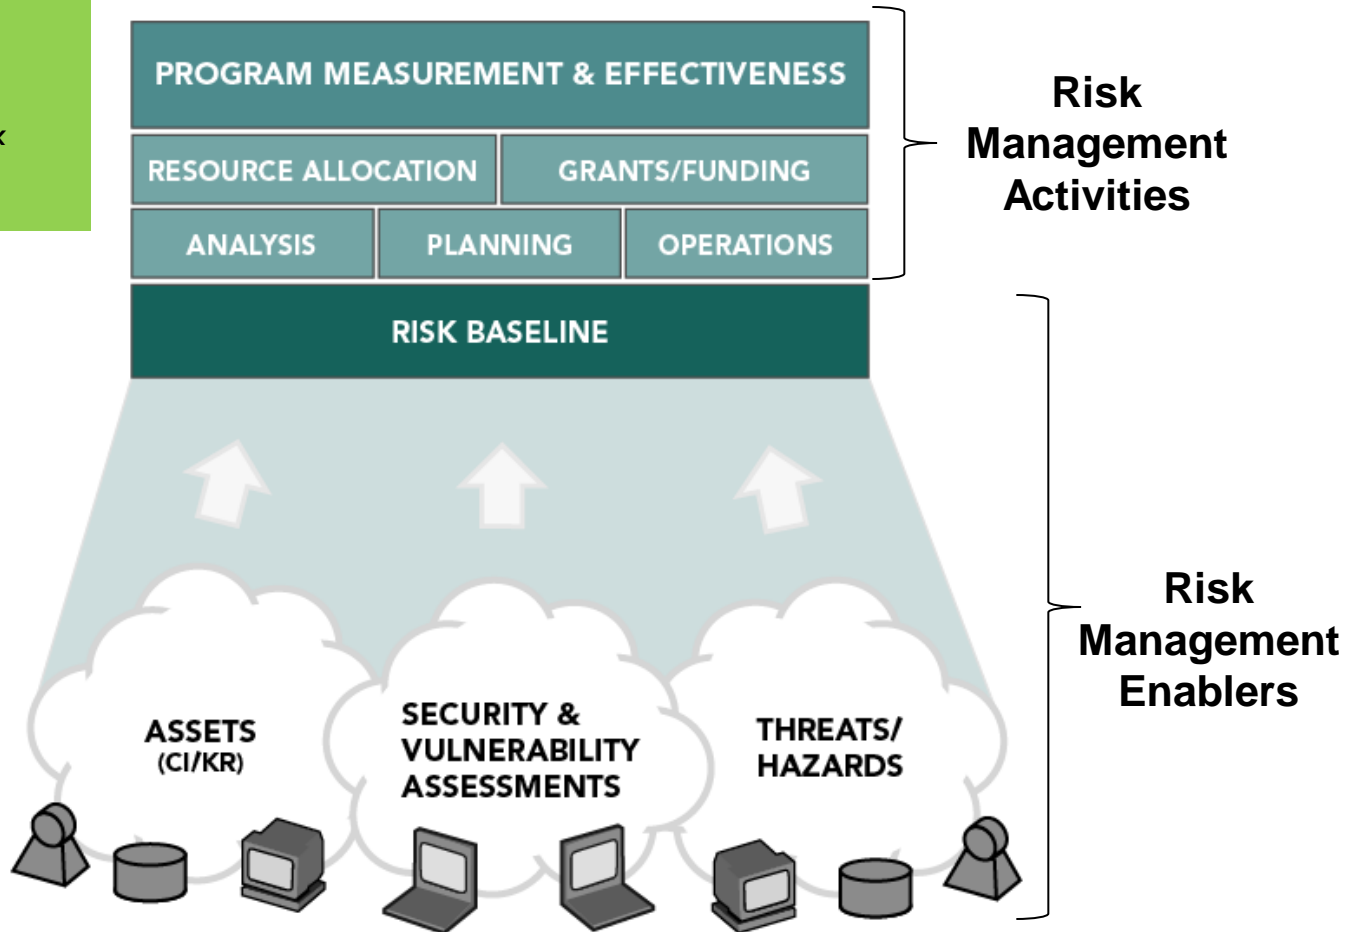 PROGRAM MEASUREMENT & EFFECTIVENESS
RESOURCE ALLOCATION
GRANTS/FUNDING
ANALYSIS
PLANNING
OPERATIONS
RISK BASELINE
Risk
Management
Activities
ASSETS
(CI/KR)
SECURITY &
VULNERABILITY
ASSESSMENTS
THREATS/
HAZARDS
Risk
Management
Enablers